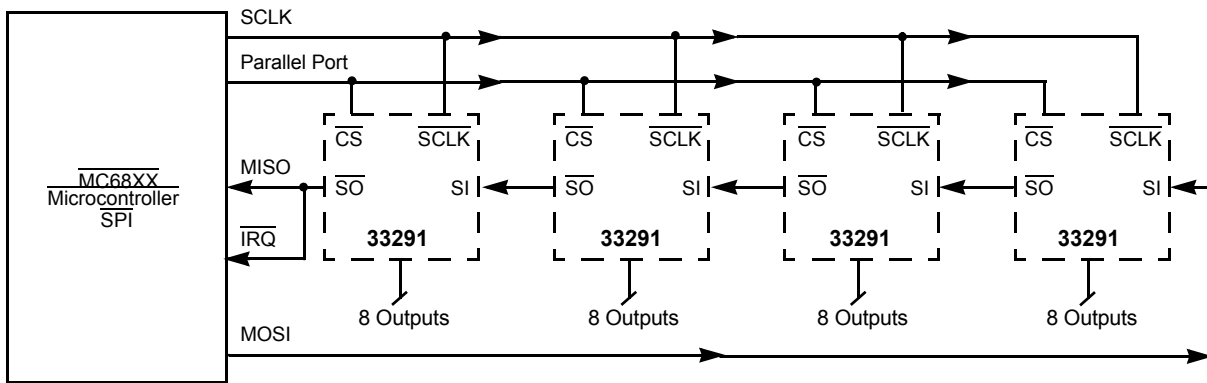 SCLK
Parallel Port
CS SCLK CS SCLK CS SCLK CS SCLK
MC68XX
Microcontroller
SPI
MISO
SO SI SO SI SO SI SO SI
IRQ
33291 33291 33291 33291
8 Outputs 8 Outputs 8 Outputs 8 Outputs
MOSI